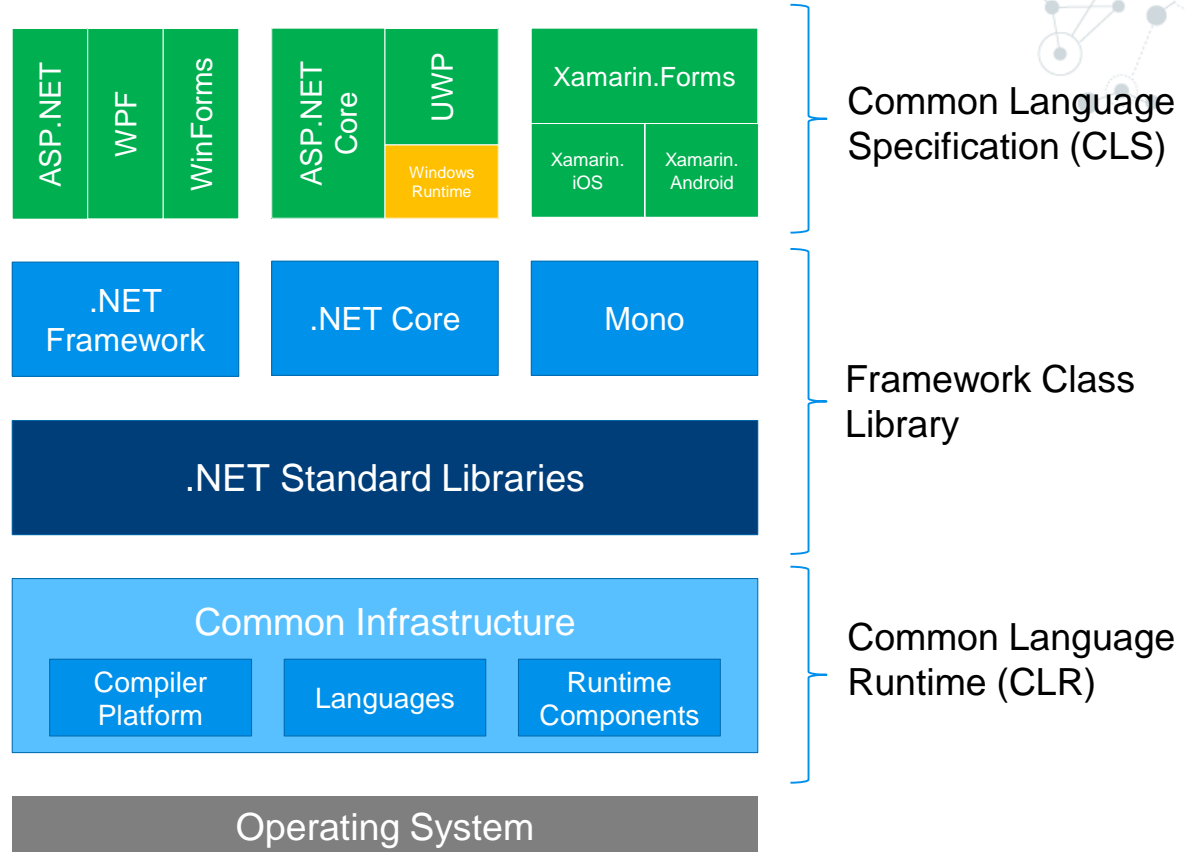 ASP.NET
WPF
WinForms
ASP.NET
Core
UWP
Windows
Runtime
Xamarin.Forms
Xamarin.
iOS
Xamarin.
Android
Common Language
Specification (CLS)
.NET
Framework
.NET Core
Mono
.NET Standard Libraries
Framework Class
Library
Common Infrastructure
Compiler
Platform
Languages
Runtime
Components
Common Language
Runtime (CLR)
Operating System